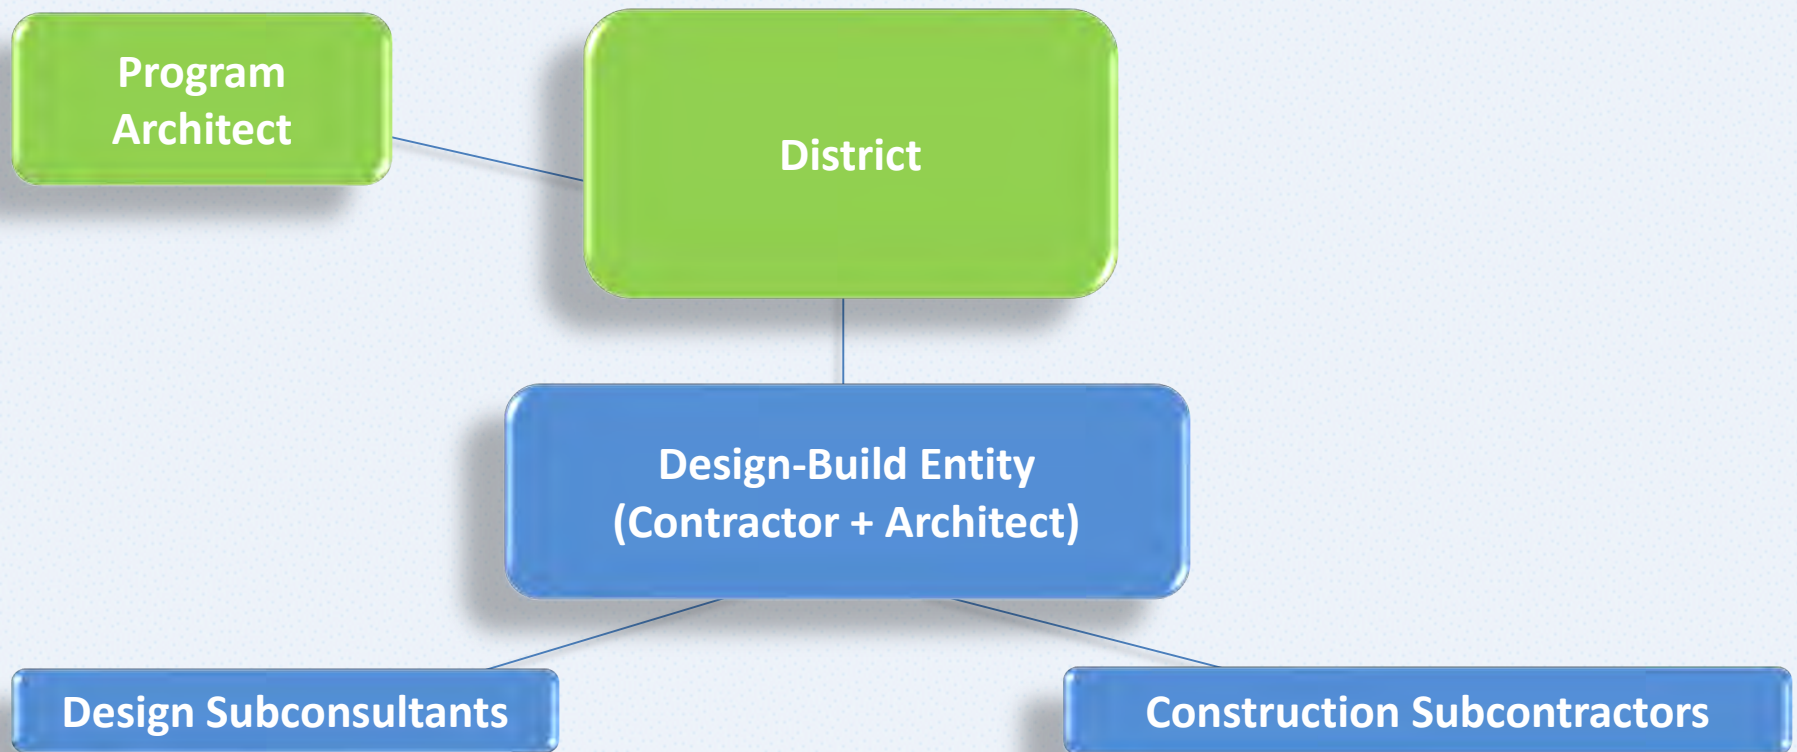 Program
Architect
District
Design-Build Entity
(Contractor + Architect)
Design Subconsultants
Construction Subcontractors